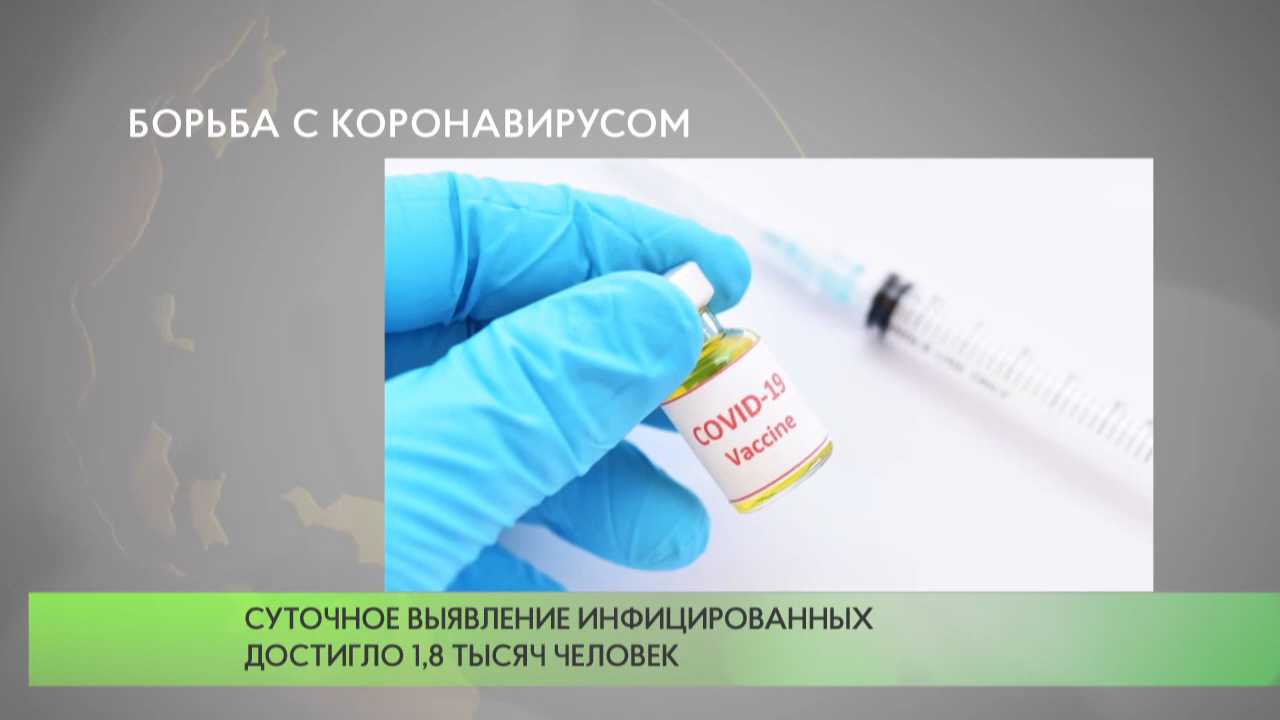 БОРЬБА С КОРОНАВИРУСОМ
COVID-19
Vaccine
СУТОЧНОЕ ВЫЯВЛЕНИЕ ИНФИЦИРОВАННЫХ
ДОСТИГЛО 1,8 ТЫСЯЧ ЧЕЛОВЕК